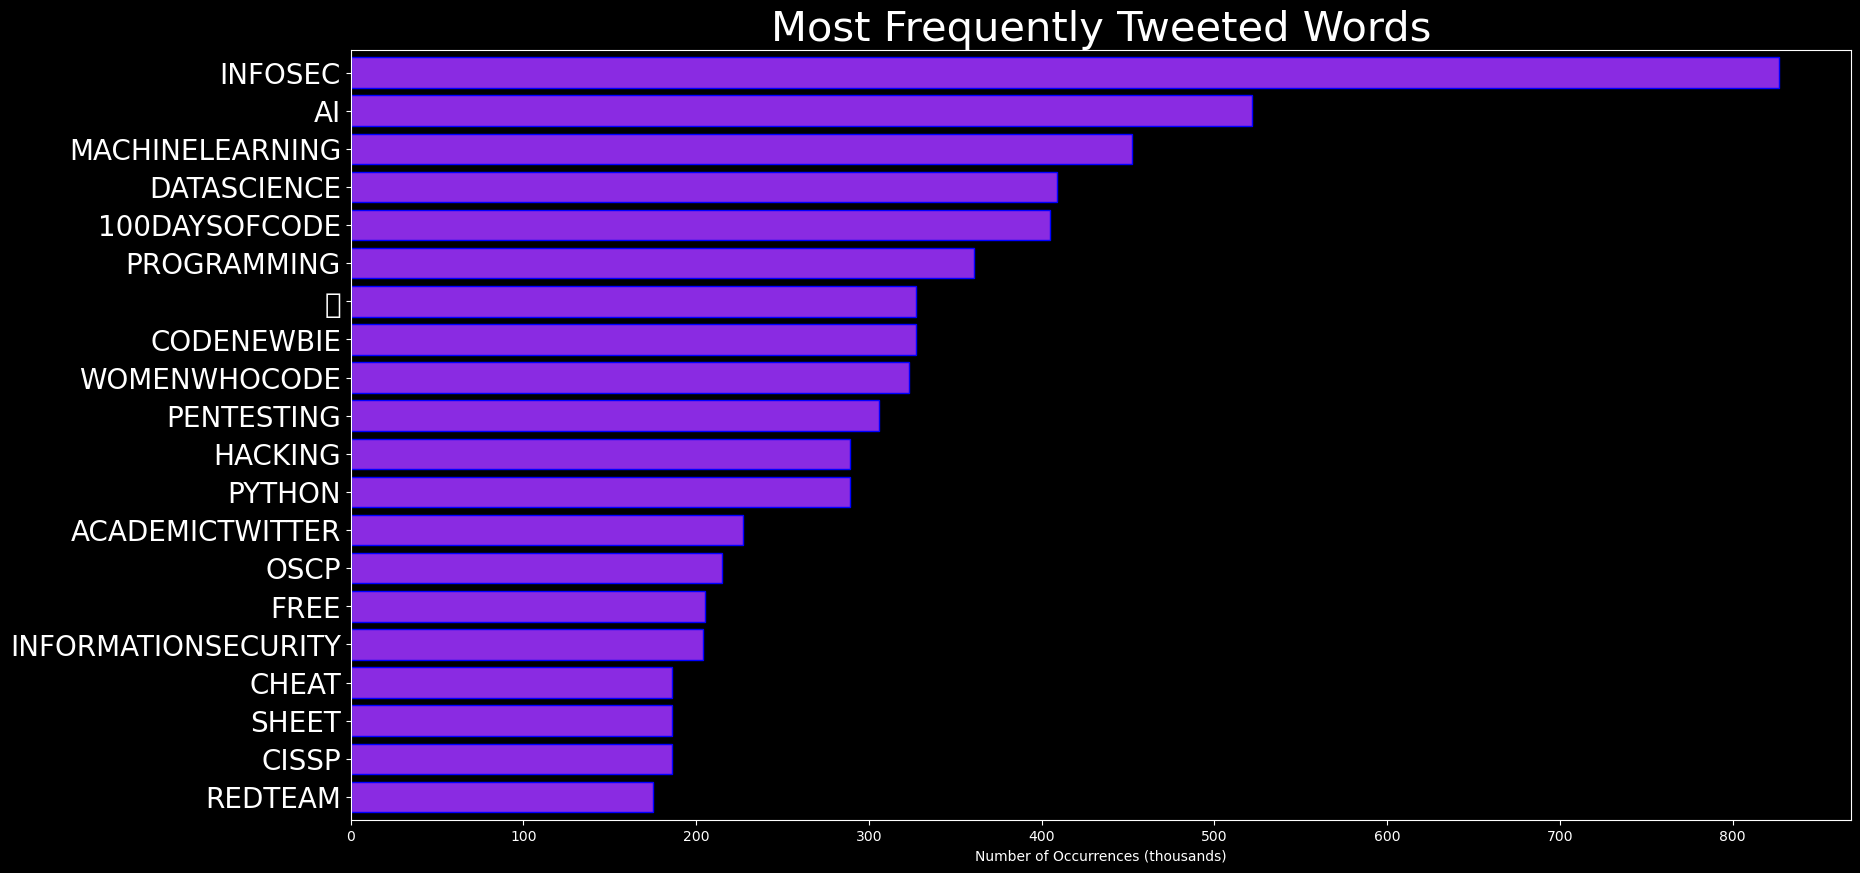 Most Frequently Tweeted Words
INFOSEC
AI
MACHINELEARNING
DATASCIENCE
100DAYSOFCODE
PROGRAMMING
CODENEWBIE
WOMENWHOCODE
PENTESTING
HACKING
PYTHON
ACADEMICTWITTER
OSCP
FREE
INFORMATIONSECURITY
CHEAT
SHEET
CISSP
REDTEAM
0 100 200 300 400 500 600 700 800
Number of Occurrences (thousands)